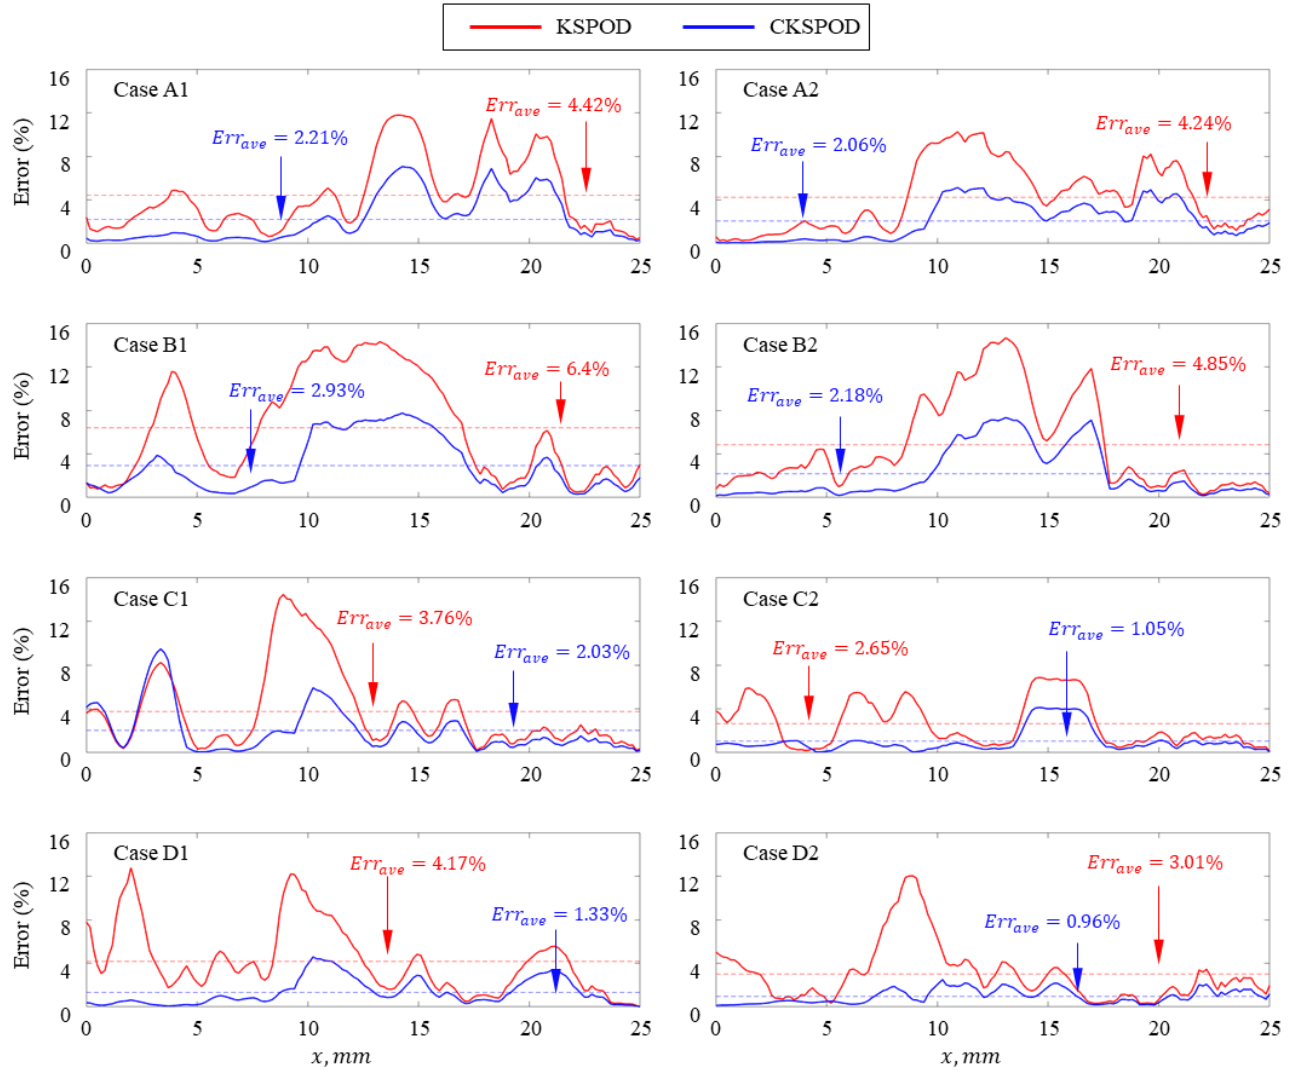 KSPOD CKSPOD
Case A1
Err_ave = 2.21%
Err_ave = 4.42%
Error (%)
16
12
8
4
0
0 5 10 15 20 25
Case A2
Err_ave = 2.06%
Err_ave = 4.24%
16
12
8
4
0
0 5 10 15 20 25
Case B1
Err_ave = 2.93%
Err_ave = 6.4%
Error (%)
16
12
8
4
0
0 5 10 15 20 25
Case B2
Err_ave = 2.18%
Err_ave = 4.85%
16
12
8
4
0
0 5 10 15 20 25
Case C1
Err_ave = 3.76%
Err_ave = 2.03%
Error (%)
16
12
8
4
0
0 5 10 15 20 25
Case C2
Err_ave = 2.65%
Err_ave = 1.05%
16
12
8
4
0
0 5 10 15 20 25
Case D1
Err_ave = 4.17%
Err_ave = 1.33%
Error (%)
16
12
8
4
0
0 5 10 15 20 25
x, mm
Case D2
Err_ave = 0.96%
Err_ave = 3.01%
16
12
8
4
0
0 5 10 15 20 25
x, mm